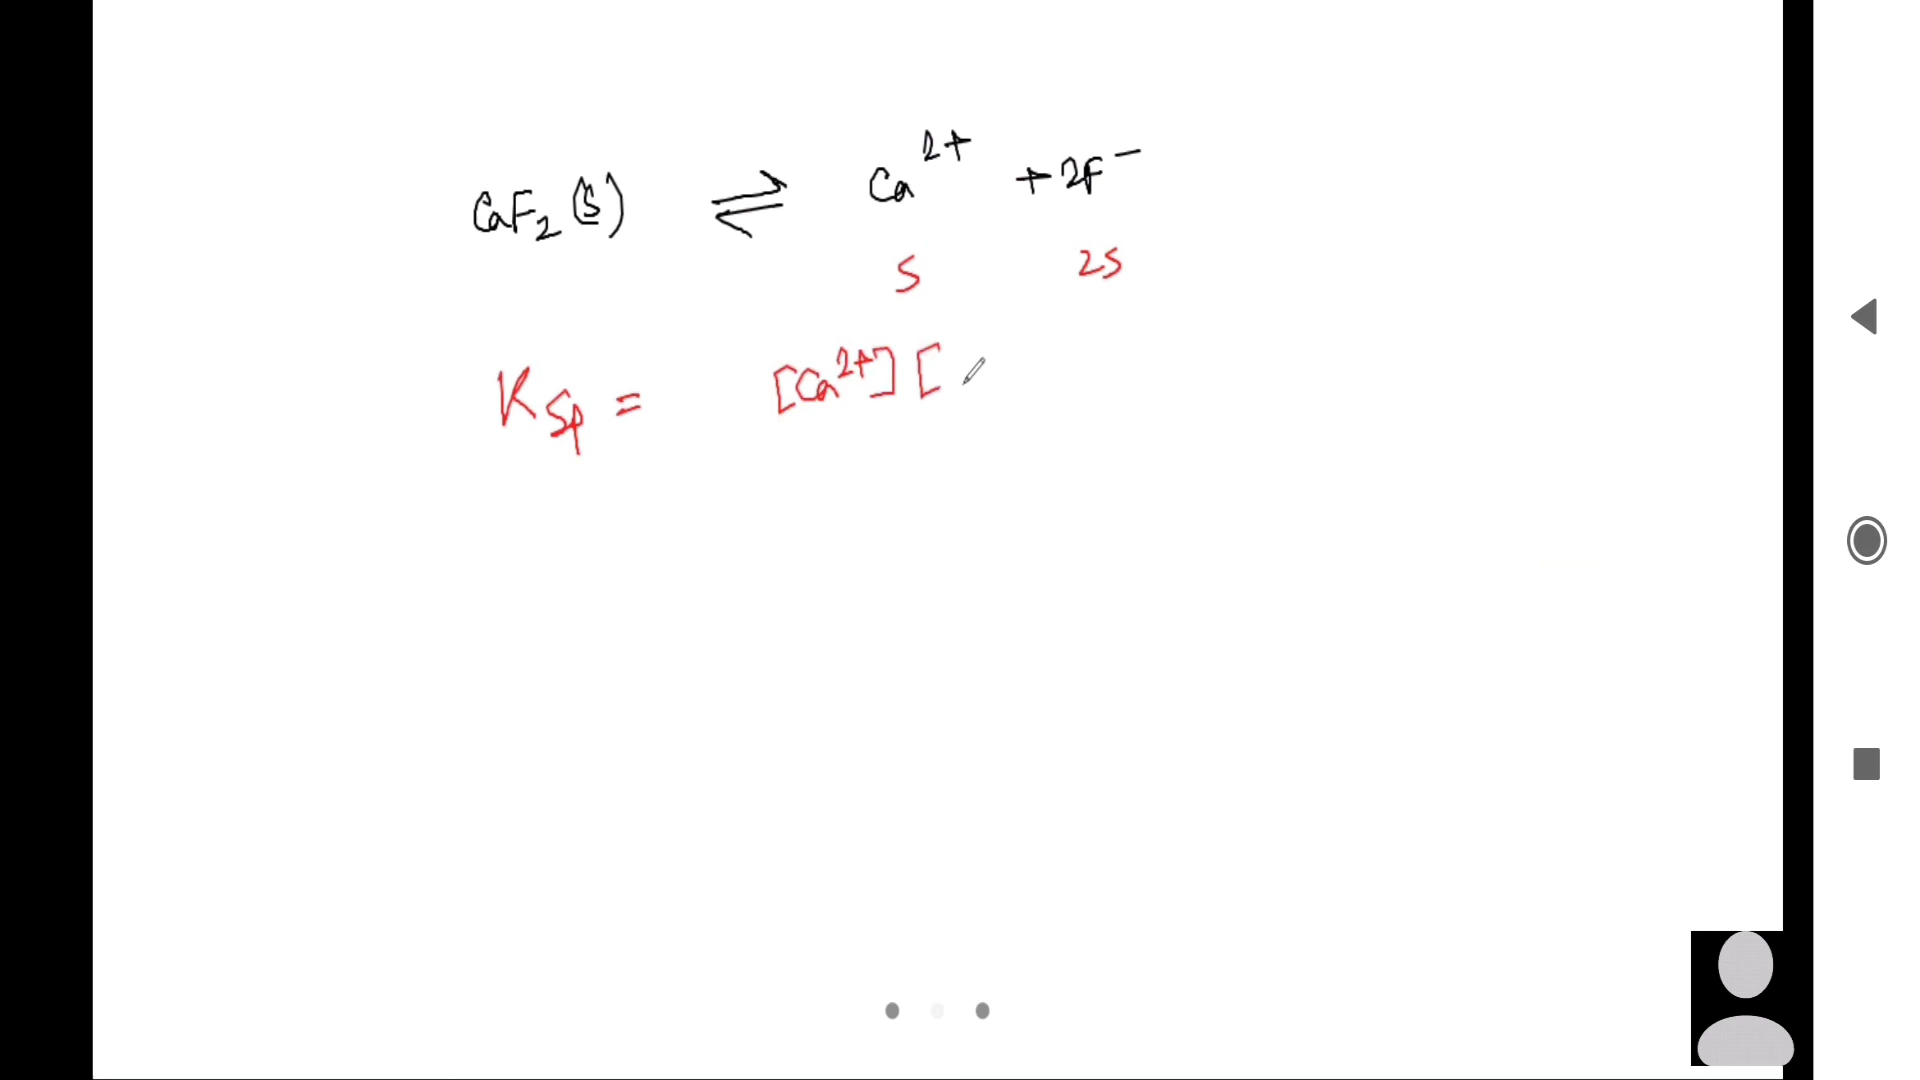 CaF₂ (s) ⇌ Ca²⁺ + 2F⁻
s 2s
Ksp = [Ca²⁺] [